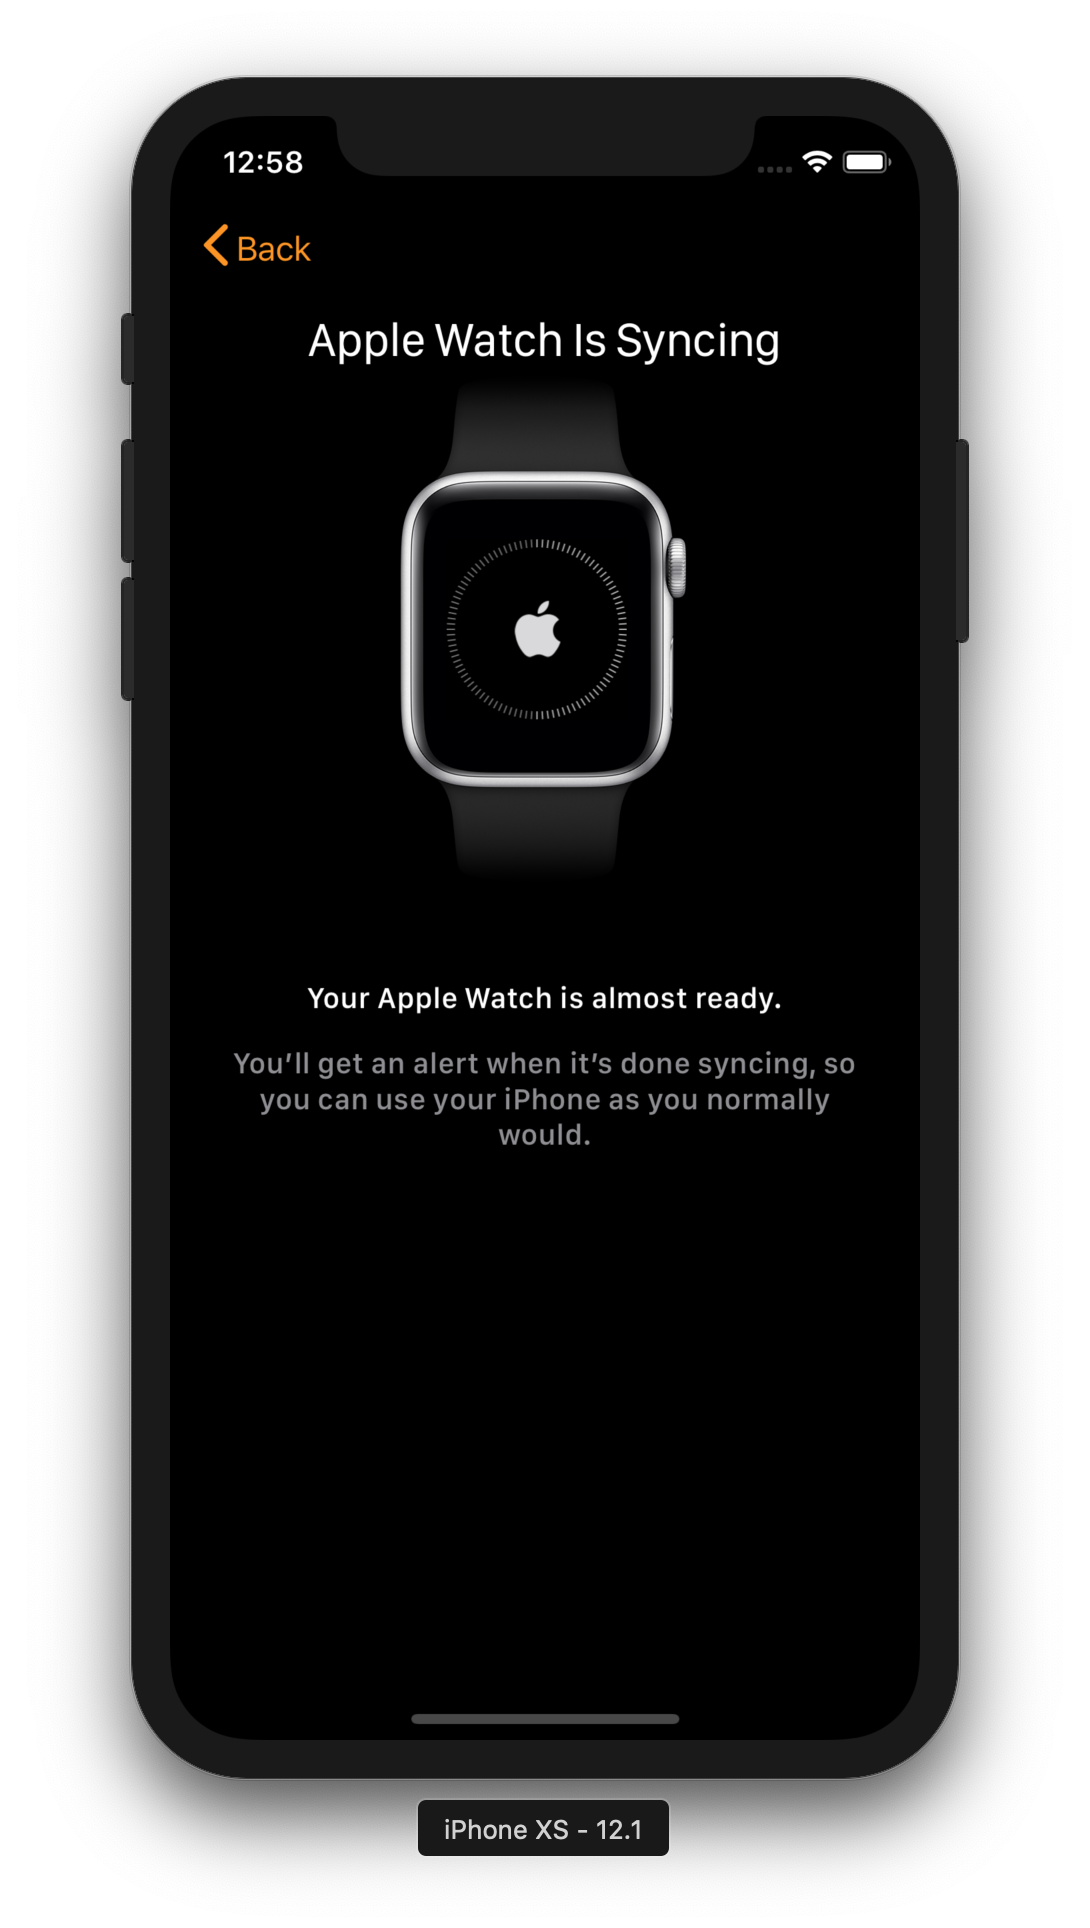 12:58
Back
Apple Watch Is Syncing
Your Apple Watch is almost ready.
You’ll get an alert when it’s done syncing, so
you can use your iPhone as you normally
would.
iPhone XS - 12.1